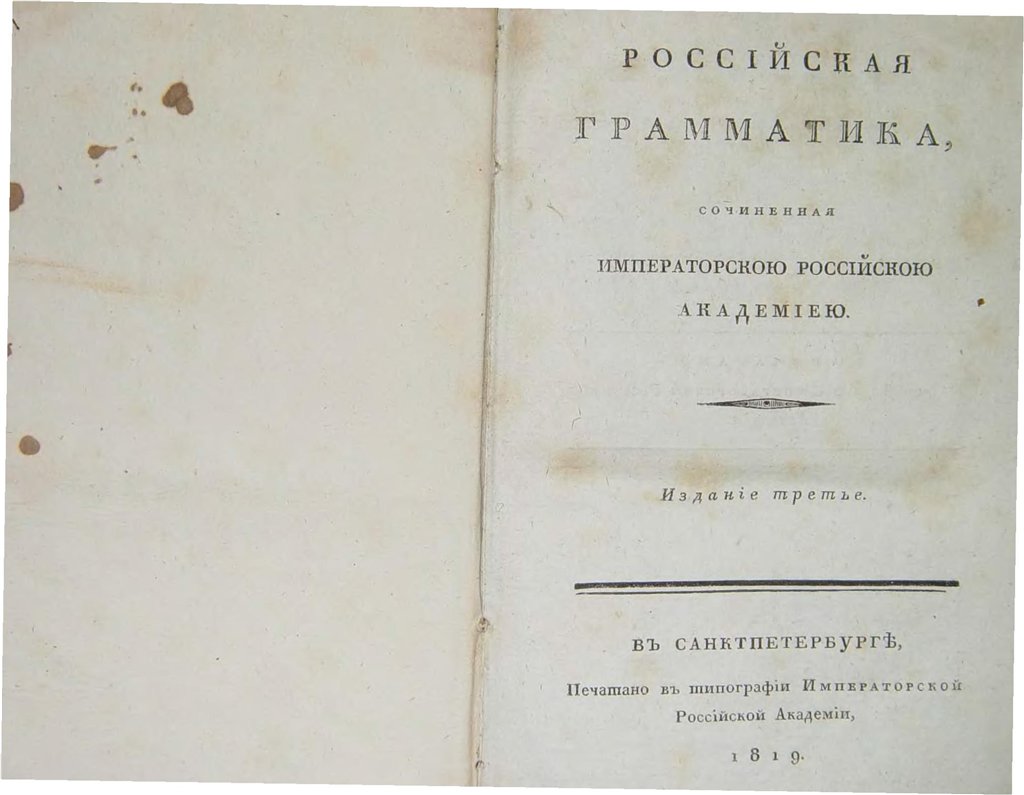 РОССІЙСКАЯ
ГРАММАТИКА,
СОЧИНЕННАЯ
ИМПЕРАТОРСКОЮ РОССІЙСКОЮ
АКАДЕМІЕЮ.
Изданіе третье.
ВЪ САНКТПЕТЕРБУРГѢ,
Печатано въ типографіи ИМПЕРАТОРСКОЙ
Россійской Академіи,
1819.